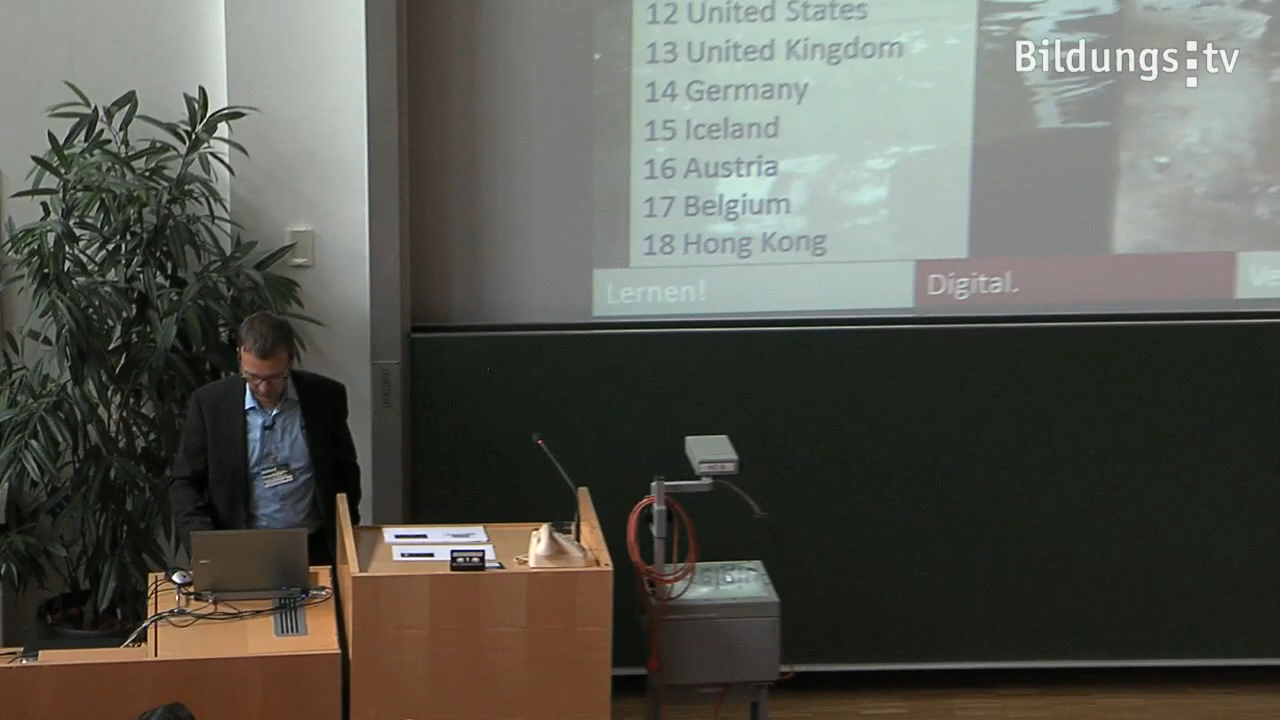 12 United States
Bildungs:tv
13 United Kingdom
14 Germany
15 Iceland
16 Austria
17 Belgium
18 Hong Kong
Lernen!
Digital.
Ve